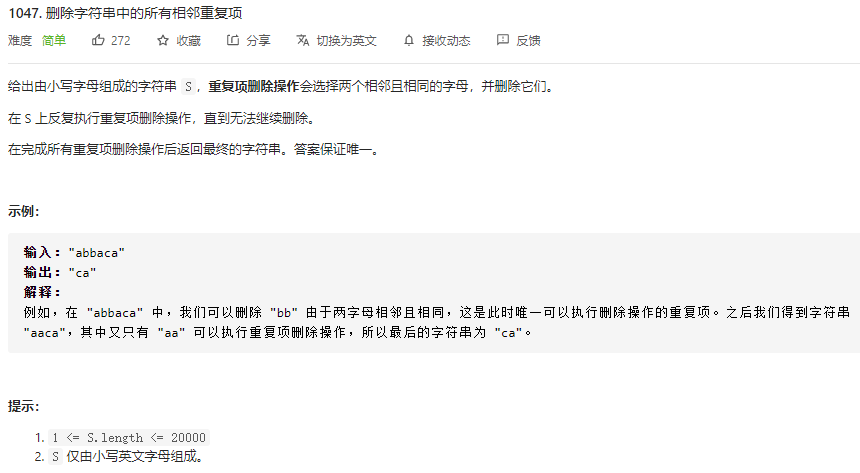 1047. 删除字符串中的所有相邻重复项
难度 简单 272 收藏 分享 切换为英文 接收动态 反馈
给出由小写字母组成的字符串 S，重复项删除操作会选择两个相邻且相同的字母，并删除它们。
在 S 上反复执行重复项删除操作，直到无法继续删除。
在完成所有重复项删除操作后返回最终的字符串。答案保证唯一。
示例：
输入："abbaca"
输出："ca"
解释：
例如，在 "abbaca" 中，我们可以删除 "bb" 由于两字母相邻且相同，这是此时唯一可以执行删除操作的重复项。之后我们得到字符串
"aaca"，其中又只有 "aa" 可以执行重复项删除操作，所以最后的字符串为 "ca"。
提示：
1. 1 <= S.length <= 20000
2. S 仅由小写英文字母组成。